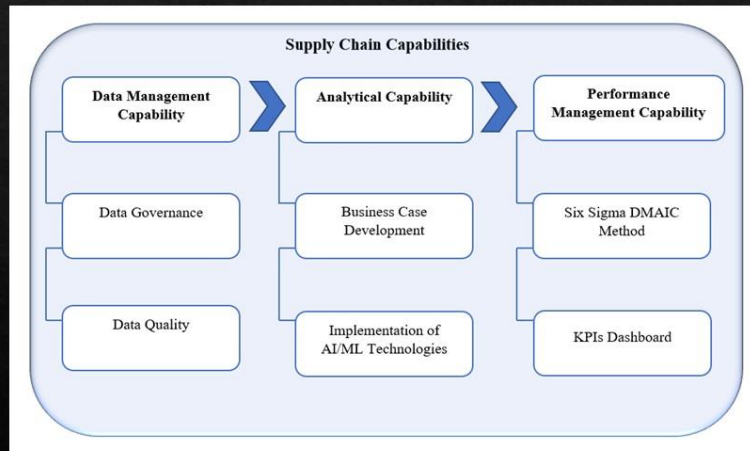 Supply Chain Capabilities
Data Management
Capability
Analytical Capability
Performance
Management Capability
Data Governance
Business Case
Development
Six Sigma DMAIC
Method
Data Quality
Implementation of
AI/ML Technologies
KPIs Dashboard